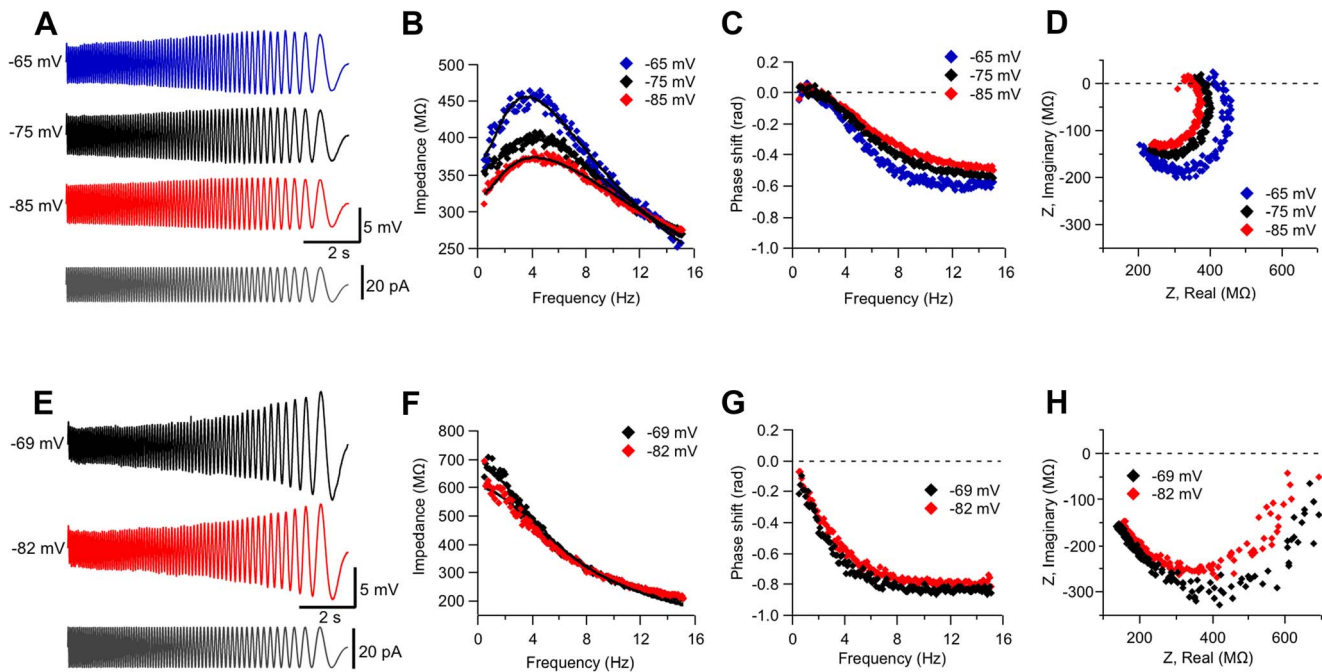 A
-65 mV
-75 mV
-85 mV
5 mV
2 s
20 pA
B
500
450
400
350
300
250
Impedance (MΩ)
0
4
8
12
16
Frequency (Hz)
-65 mV
-75 mV
-85 mV
C
0.2
0.0
-0.2
-0.4
-0.6
-0.8
-1.0
Phase shift (rad)
0
4
8
12
16
Frequency (Hz)
-65 mV
-75 mV
-85 mV
D
0
-100
-200
-300
Z, Imaginary (MΩ)
200
400
600
Z, Real (MΩ)
-65 mV
-75 mV
-85 mV
E
-69 mV
-82 mV
5 mV
2 s
20 pA
F
800
700
600
500
400
300
200
Impedance (MΩ)
0
4
8
12
16
Frequency (Hz)
-69 mV
-82 mV
G
0.2
0.0
-0.2
-0.4
-0.6
-0.8
-1.0
Phase shift (rad)
0
4
8
12
16
Frequency (Hz)
-69 mV
-82 mV
H
0
-100
-200
-300
Z, Imaginary (MΩ)
200
400
600
Z, Real (MΩ)
-69 mV
-82 mV